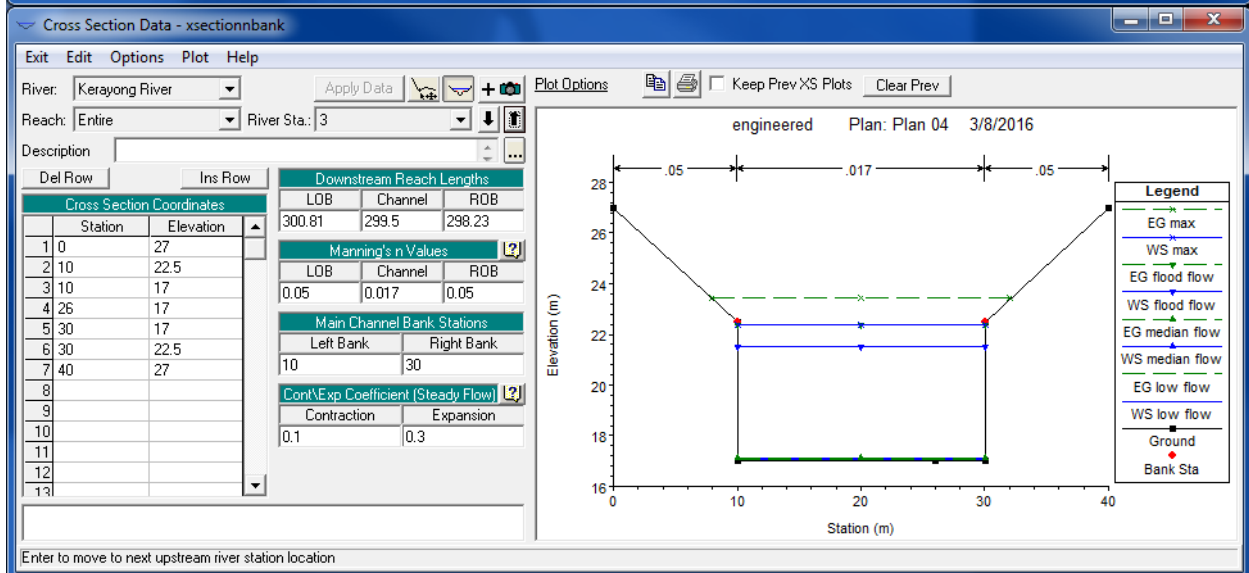 Cross Section Data - xsectionnbank
Exit Edit Options Plot Help
River: Kerayong River Apply Data Plot Options Keep Prev XS Plots Clear Prev
Reach: Entire River Sta.: 3
Description ...
Del Row Ins Row
Cross Section Coordinates
Station Elevation
1 0 27
2 10 22.5
3 10 17
4 26 17
5 30 17
6 30 22.5
7 40 27
8
9
10
11
12
13
Downstream Reach Lengths
LOB Channel ROB
300.81 299.5 298.23
Manning's n Values
LOB Channel ROB
0.05 0.017 0.05
Main Channel Bank Stations
Left Bank Right Bank
10 30
Cont\Exp Coefficient (Steady Flow)
Contraction Expansion
0.1 0.3
engineered Plan: Plan 04 3/8/2016
.05 .017 .05
28
26
24
22
20
18
16
Elevation (m)
0 10 20 30 40
Station (m)
Legend
EG max
WS max
EG flood flow
WS flood flow
EG median flow
WS median flow
EG low flow
WS low flow
Ground
Bank Sta
Enter to move to next upstream river station location